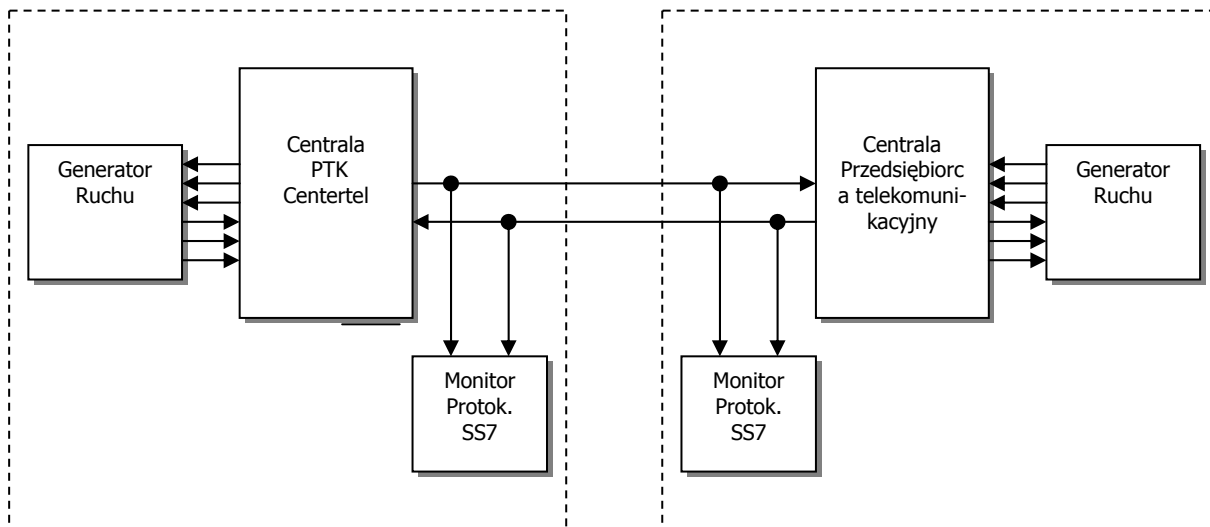 Generator
Ruchu
Centrala
PTK
Centertel
Centrala
Przedsiębiorc
a telekomuni-
kacyjny
Generator
Ruchu
Monitor
Protok.
SS7
Monitor
Protok.
SS7